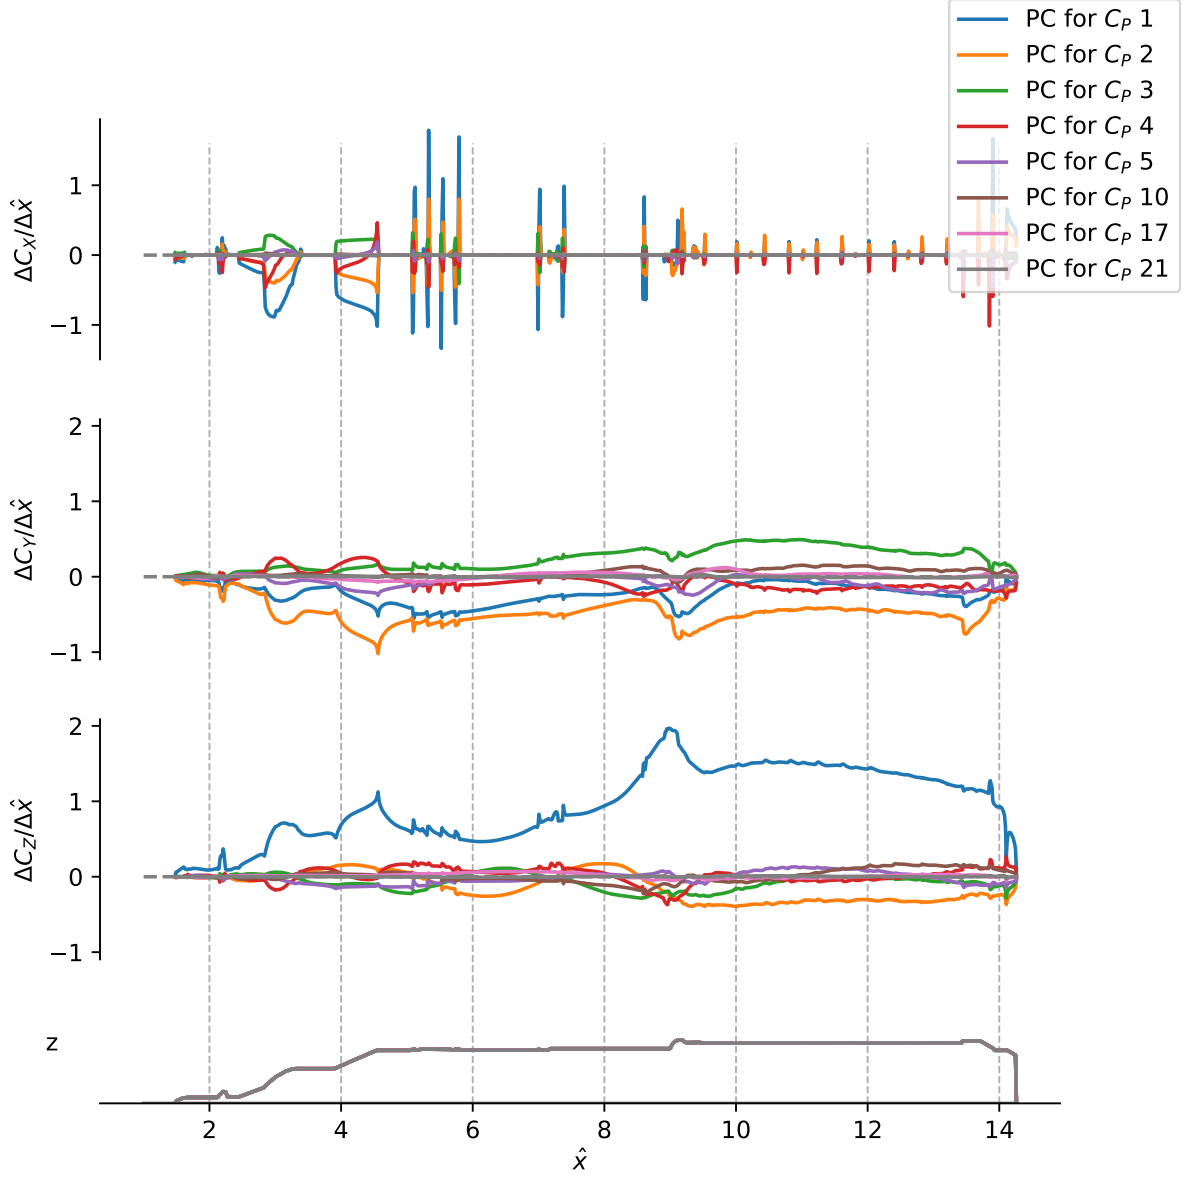 PC for C_P 1
PC for C_P 2
PC for C_P 3
PC for C_P 4
PC for C_P 5
PC for C_P 10
PC for C_P 17
PC for C_P 21
ΔC_X/Δx̂
1
0
−1
ΔC_Y/Δx̂
2
1
0
−1
ΔC_Z/Δx̂
2
1
0
−1
z
2 4 6 8 10 12 14
x̂